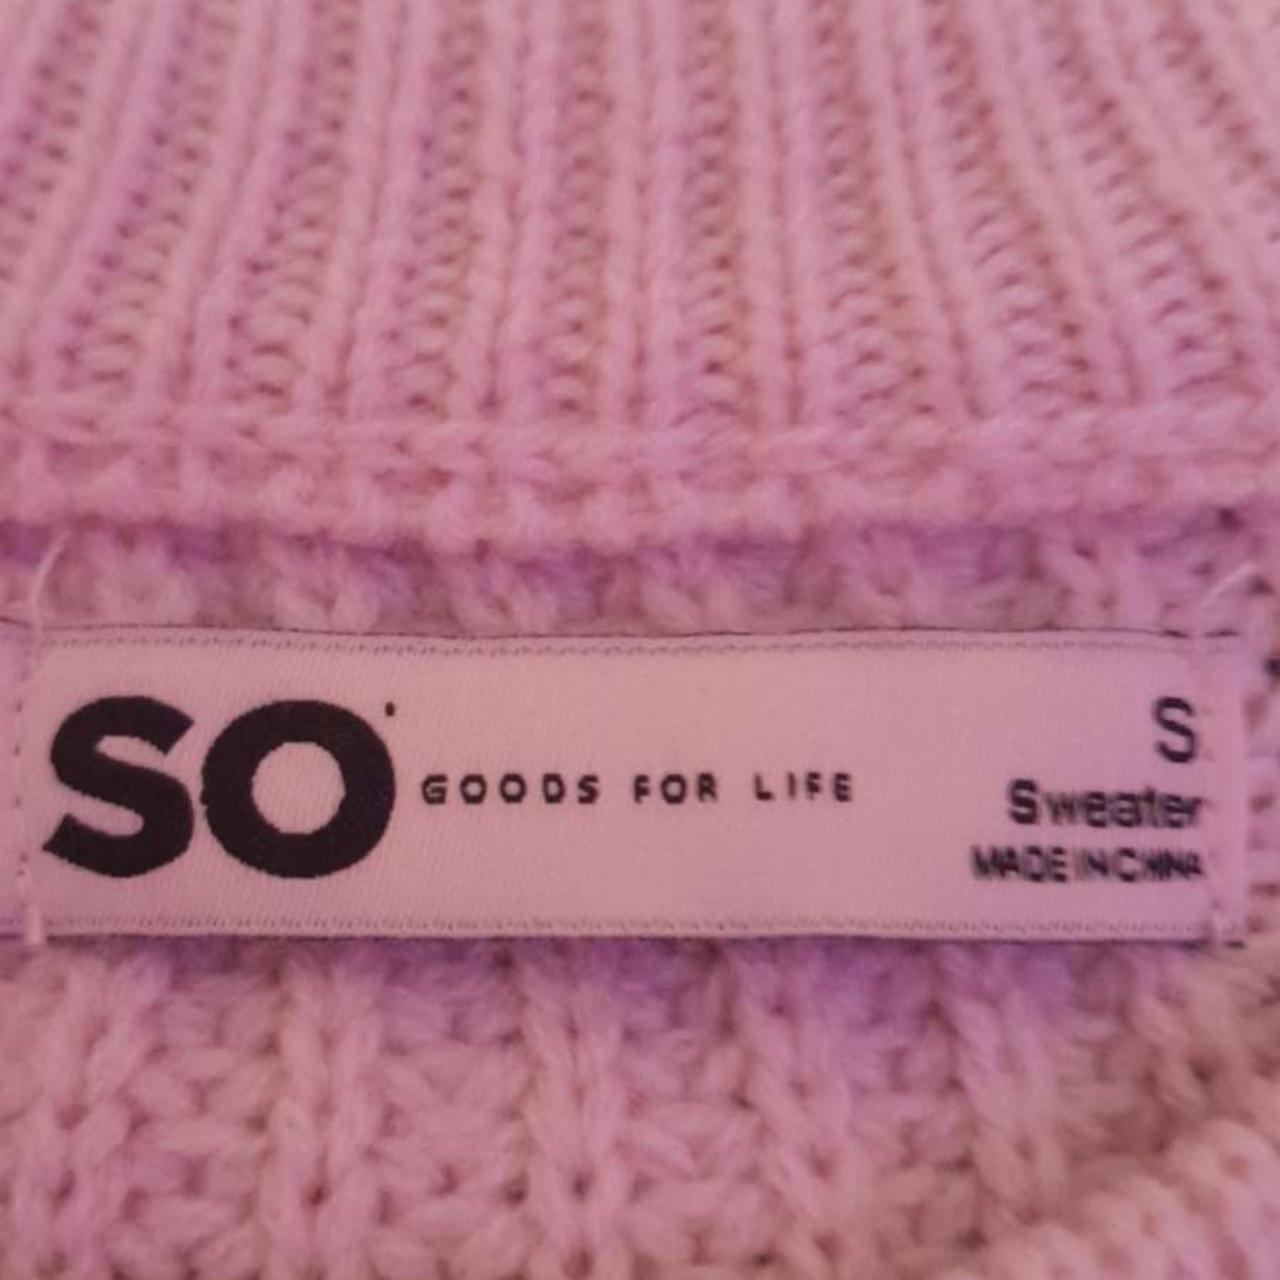 SO
GOODS FOR LIFE
S
Sweater
MADE IN CHINA